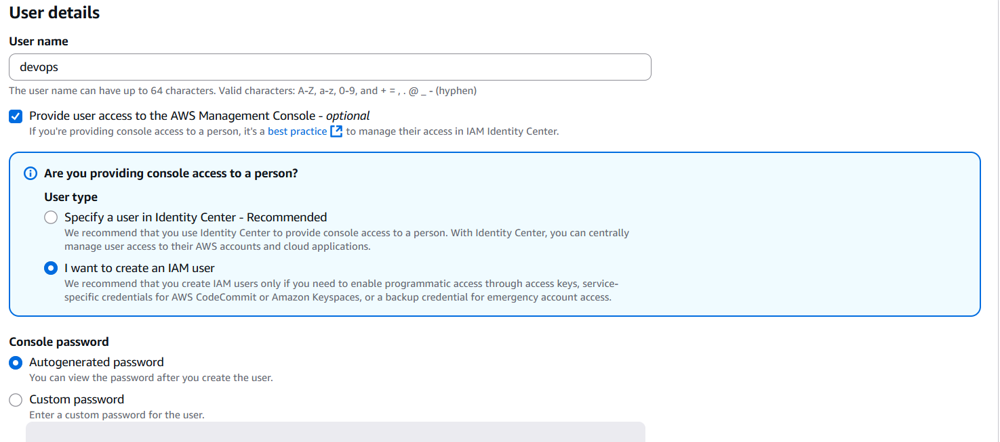 User details
User name
devops
The user name can have up to 64 characters. Valid characters: A-Z, a-z, 0-9, and + = , . @ _ - (hyphen)
Provide user access to the AWS Management Console - optional
If you're providing console access to a person, it's a best practice to manage their access in IAM Identity Center.
Are you providing console access to a person?
User type
Specify a user in Identity Center - Recommended
We recommend that you use Identity Center to provide console access to a person. With Identity Center, you can centrally
manage user access to their AWS accounts and cloud applications.
I want to create an IAM user
We recommend that you create IAM users only if you need to enable programmatic access through access keys, service-
specific credentials for AWS CodeCommit or Amazon Keyspaces, or a backup credential for emergency account access.
Console password
Autogenerated password
You can view the password after you create the user.
Custom password
Enter a custom password for the user.